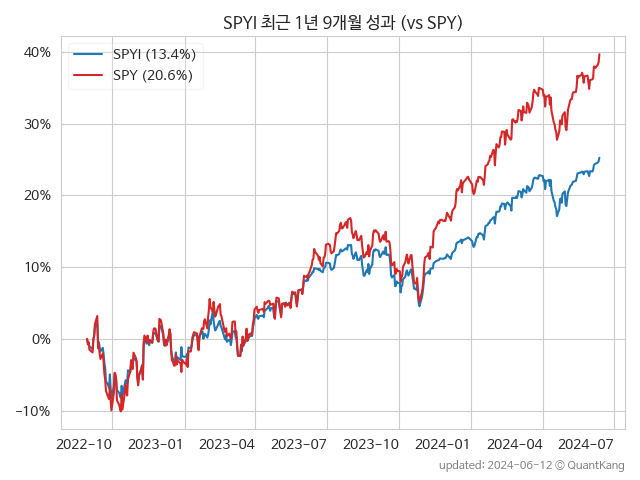 SPYI 최근 1년 9개월 성과 (vs SPY)
SPYI (13.4%)
SPY (20.6%)
40%
30%
20%
10%
0%
−10%
2022-10 2023-01 2023-04 2023-07 2023-10 2024-01 2024-04 2024-07
updated: 2024-06-12 © QuantKang